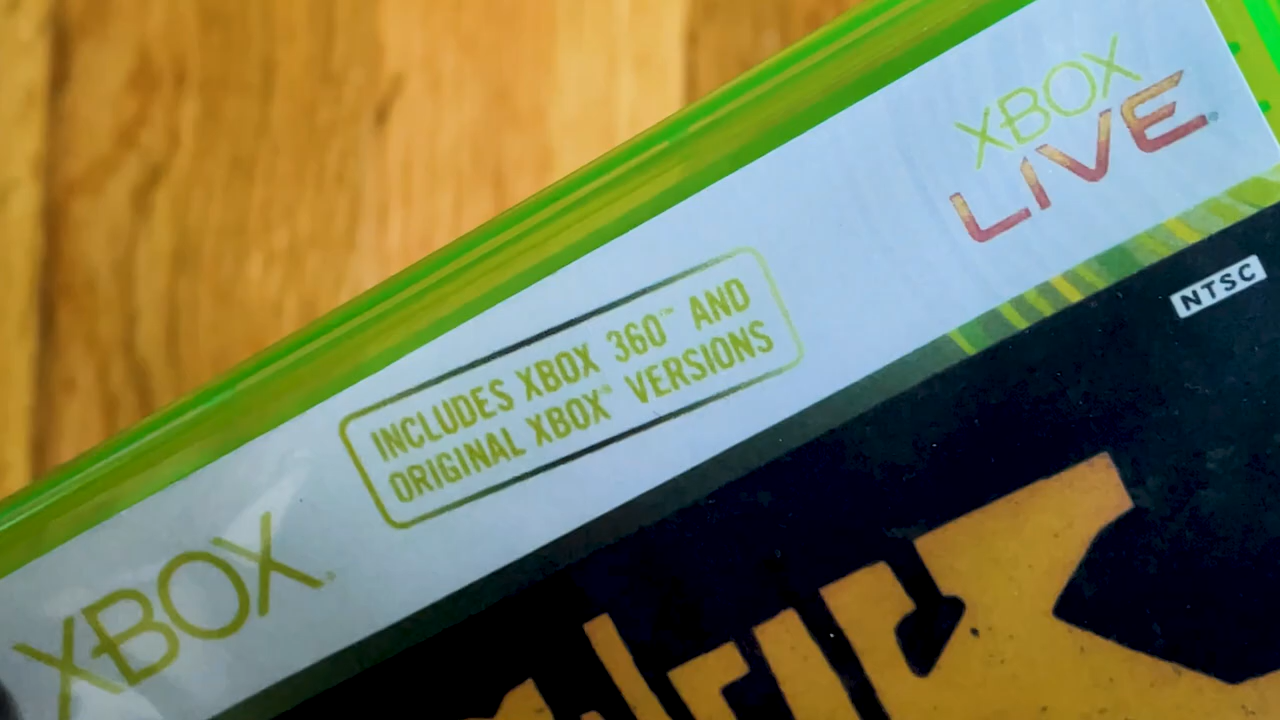 XBOX
LIVE
NTSC
INCLUDES XBOX 360™ AND
ORIGINAL XBOX® VERSIONS
XBOX